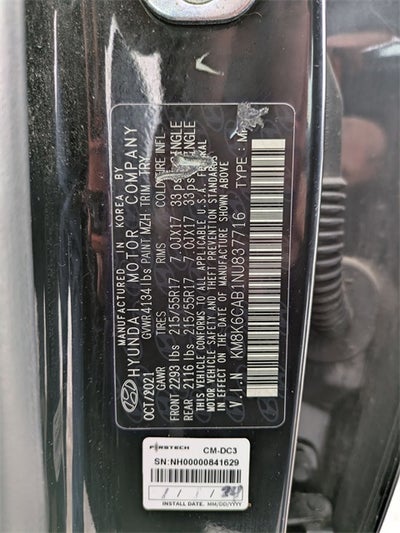 MANUFACTURED IN KOREA BY
HYUNDAI MOTOR COMPANY
OCT/2021 GVWR 4134 lbs PAINT MZH TRIM TRY
GAWR TIRES RIMS COLD TIRE INFL.
FRONT 2293 lbs 215/55R17 7.0JX17 33psi SINGLE
REAR 2116 lbs 215/55R17 7.0JX17 33psi SINGLE
THIS VEHICLE CONFORMS TO ALL APPLICABLE U.S.A. FEDERAL
MOTOR VEHICLE SAFETY AND THEFT PREVENTION STANDARDS
IN EFFECT ON THE DATE OF MANUFACTURE SHOWN ABOVE
V.I.N : KM8K6CAB1NU837716 TYPE : M
FIRSTECH CM-DC3
SN:NH00000841629
INSTALL DATE. MM/DD/YYYY